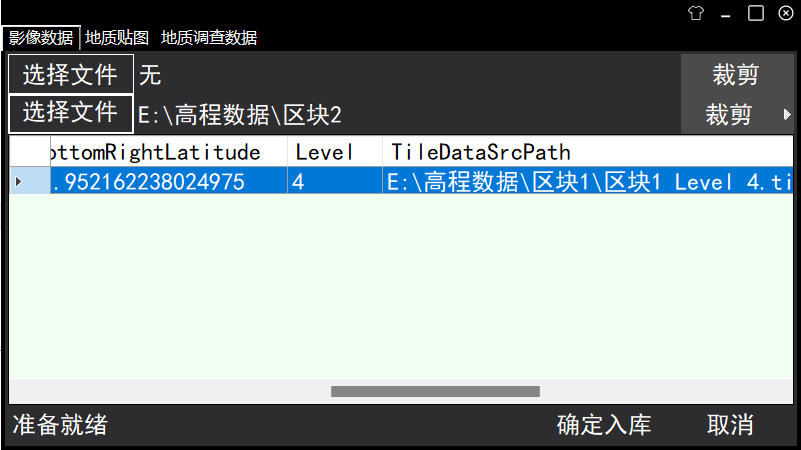 影像数据 地质贴图 地质调查数据
选择文件 无 裁剪
选择文件 E:\高程数据\区块2 裁剪
ottomRightLatitude Level TileDataSrcPath
.952162238024975 4 E:\高程数据\区块1\区块1 Level 4.ti
准备就绪 确定入库 取消